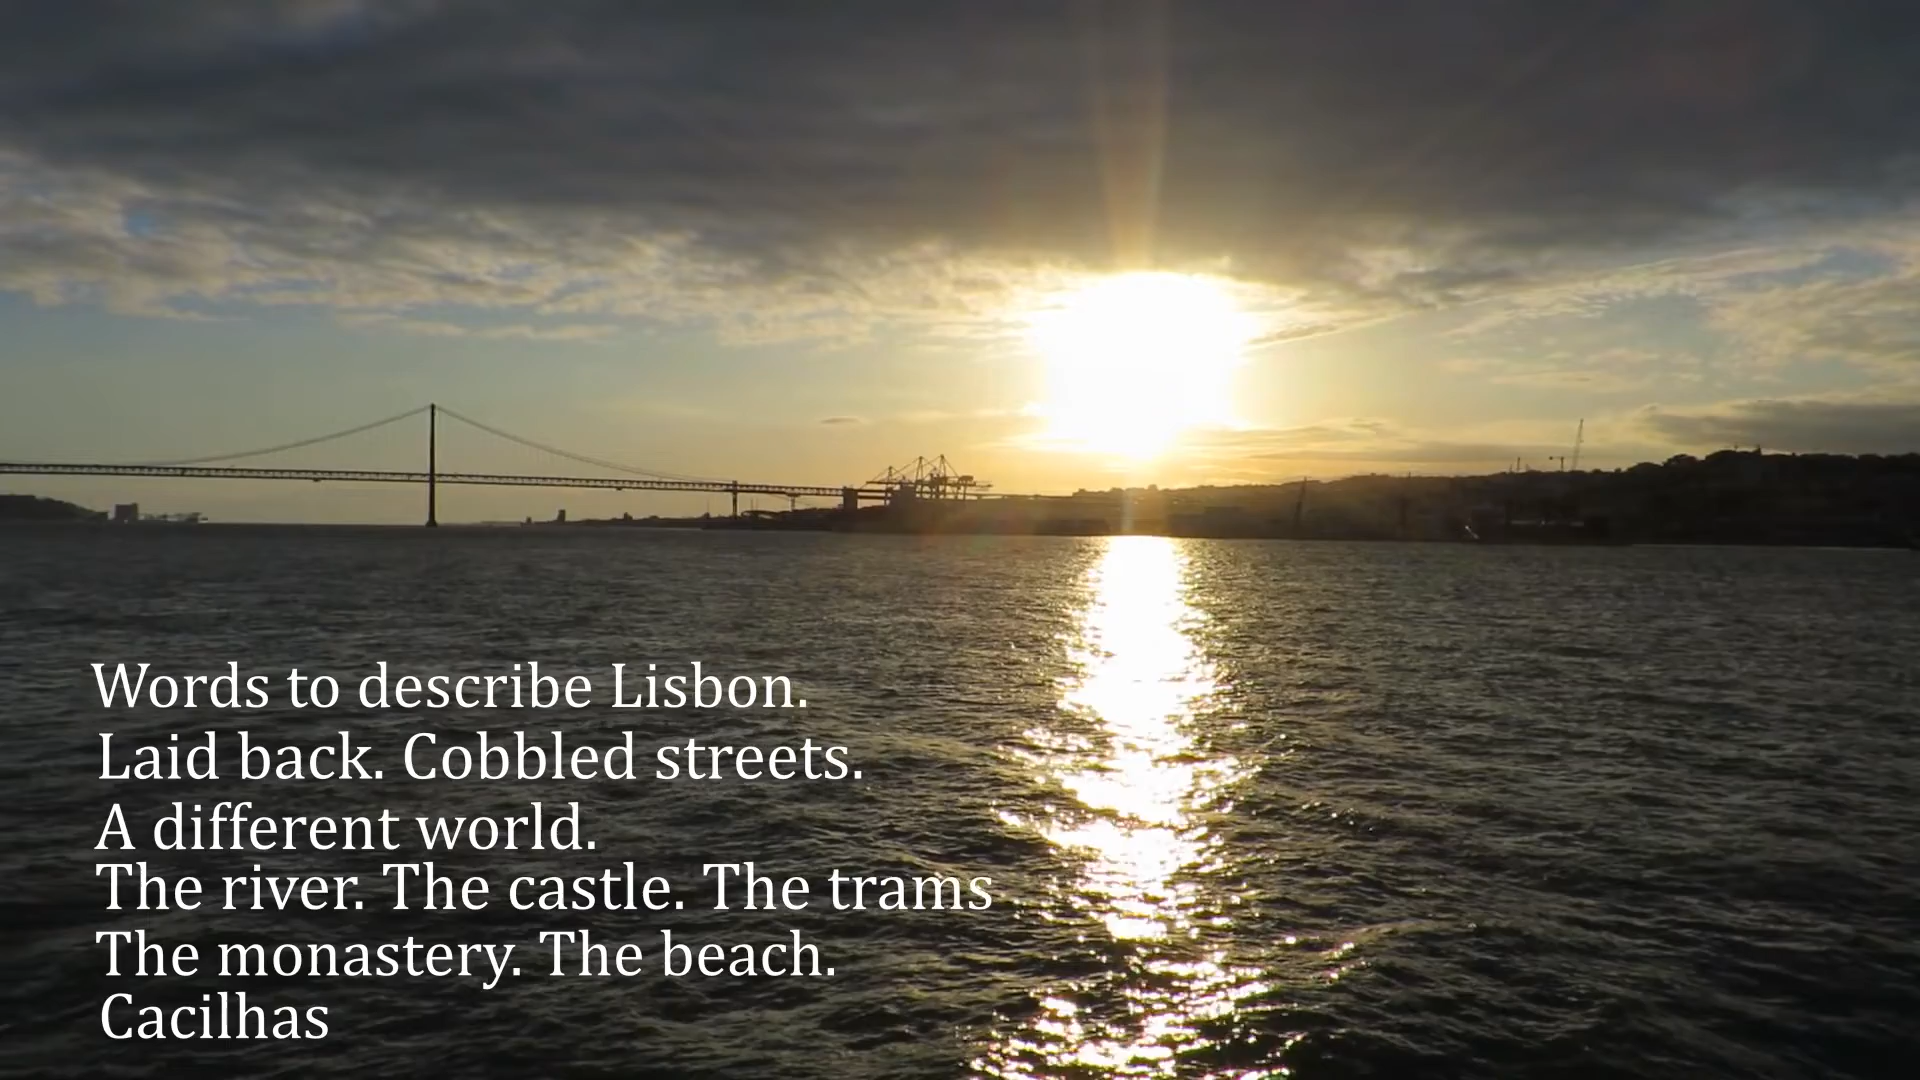 Words to describe Lisbon.
Laid back. Cobbled streets.
A different world.
The river. The castle. The trams
The monastery. The beach.
Cacilhas